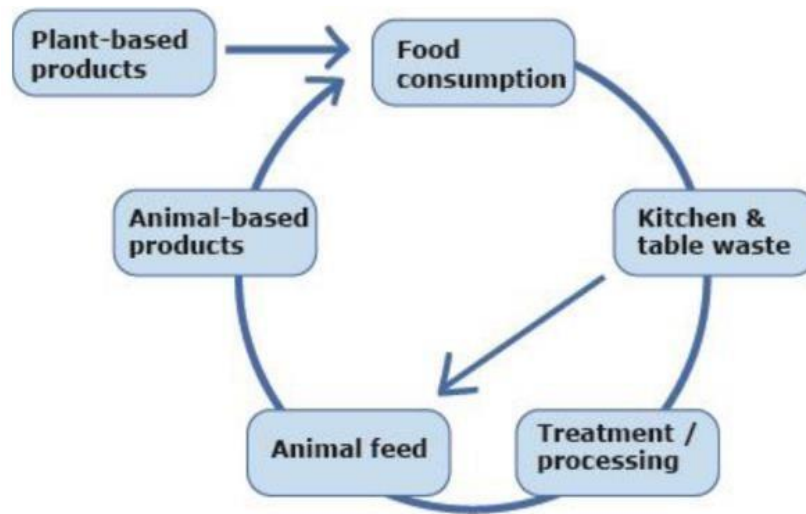 Plant-based
products
Food
consumption
Animal-based
products
Kitchen &
table waste
Animal feed
Treatment /
processing